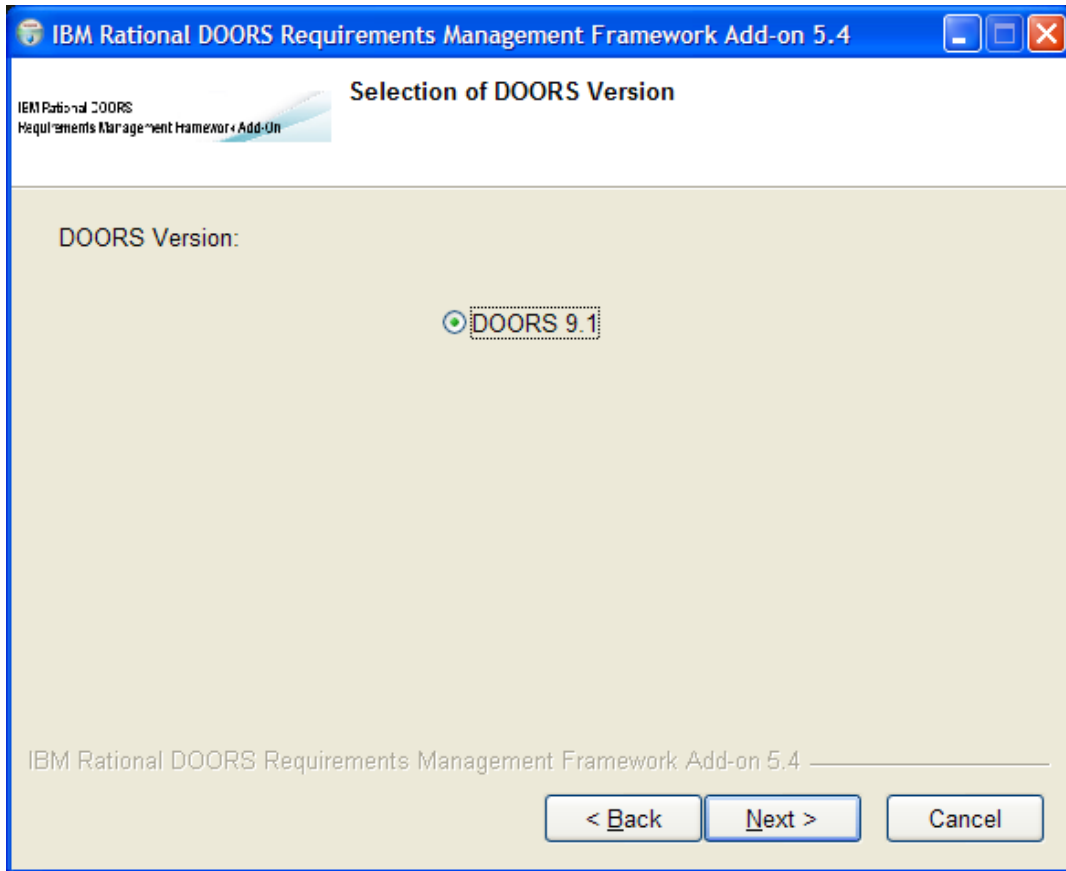 IBM Rational DOORS Requirements Management Framework Add-on 5.4
IBM Rational DOORS
Requirements Management Framework Add-On
Selection of DOORS Version
DOORS Version:
DOORS 9.1
IBM Rational DOORS Requirements Management Framework Add-on 5.4
< Back
Next >
Cancel